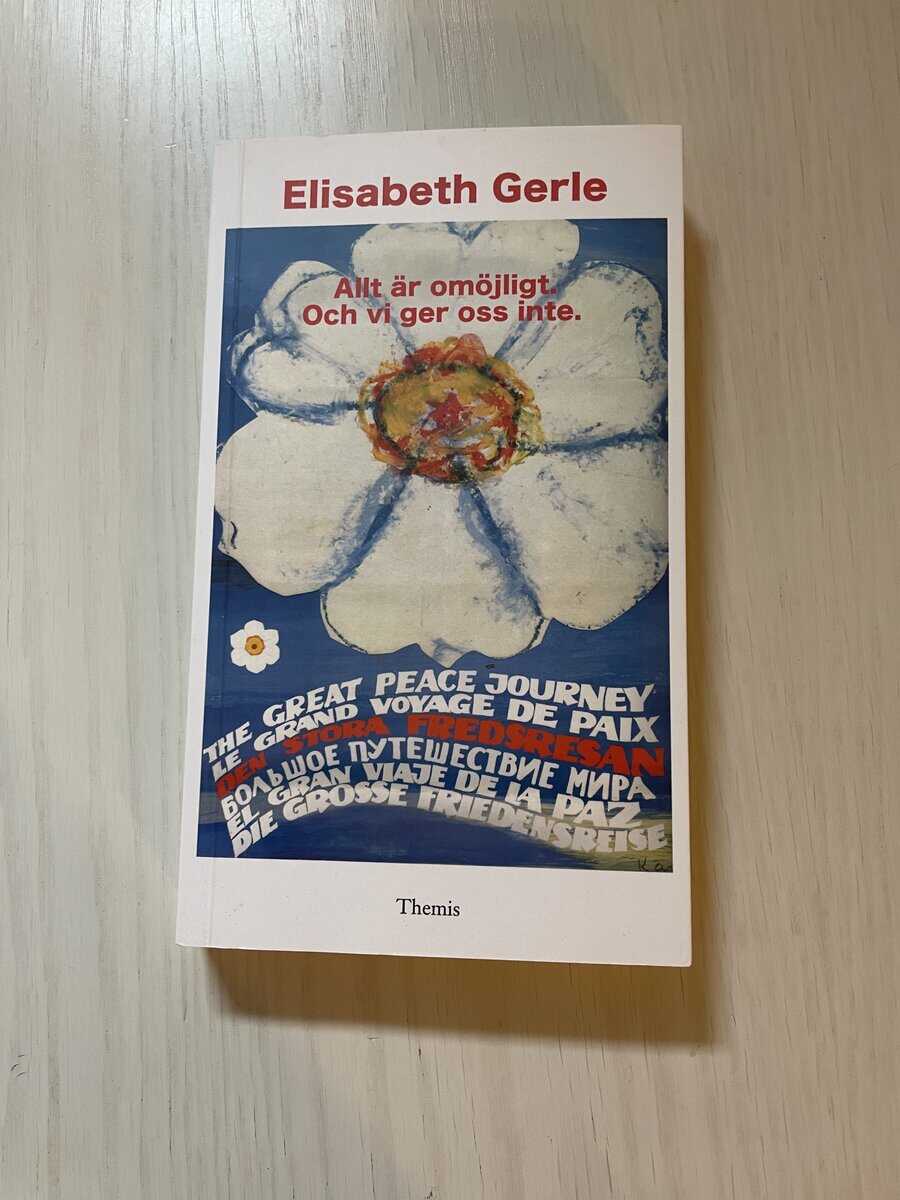 Elisabeth Gerle
Allt är omöjligt.
Och vi ger oss inte.
THE GREAT PEACE JOURNEY
LE GRAND VOYAGE DE PAIX
DEN STORA FREDSRESAN
БОЛЬШОЕ ПУТЕШЕСТВИЕ МИРА
EL GRAN VIAJE DE LA PAZ
DIE GROSSE FRIEDENSREISE
Themis